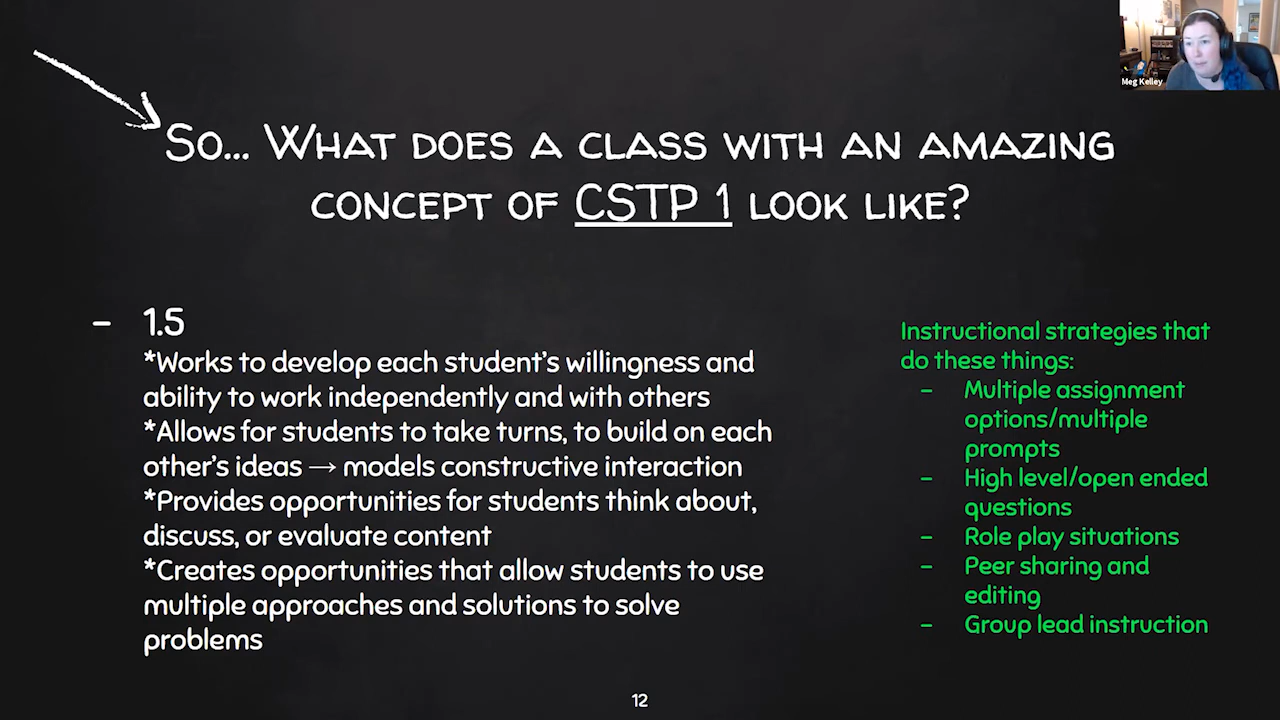 Meg Kelley
So... What does a class with an amazing
concept of CSTP 1 look like?
- 1.5
*Works to develop each student's willingness and
ability to work independently and with others
*Allows for students to take turns, to build on each
other's ideas → models constructive interaction
*Provides opportunities for students think about,
discuss, or evaluate content
*Creates opportunities that allow students to use
multiple approaches and solutions to solve
problems
Instructional strategies that
do these things:
- Multiple assignment
options/multiple
prompts
- High level/open ended
questions
- Role play situations
- Peer sharing and
editing
- Group lead instruction
12